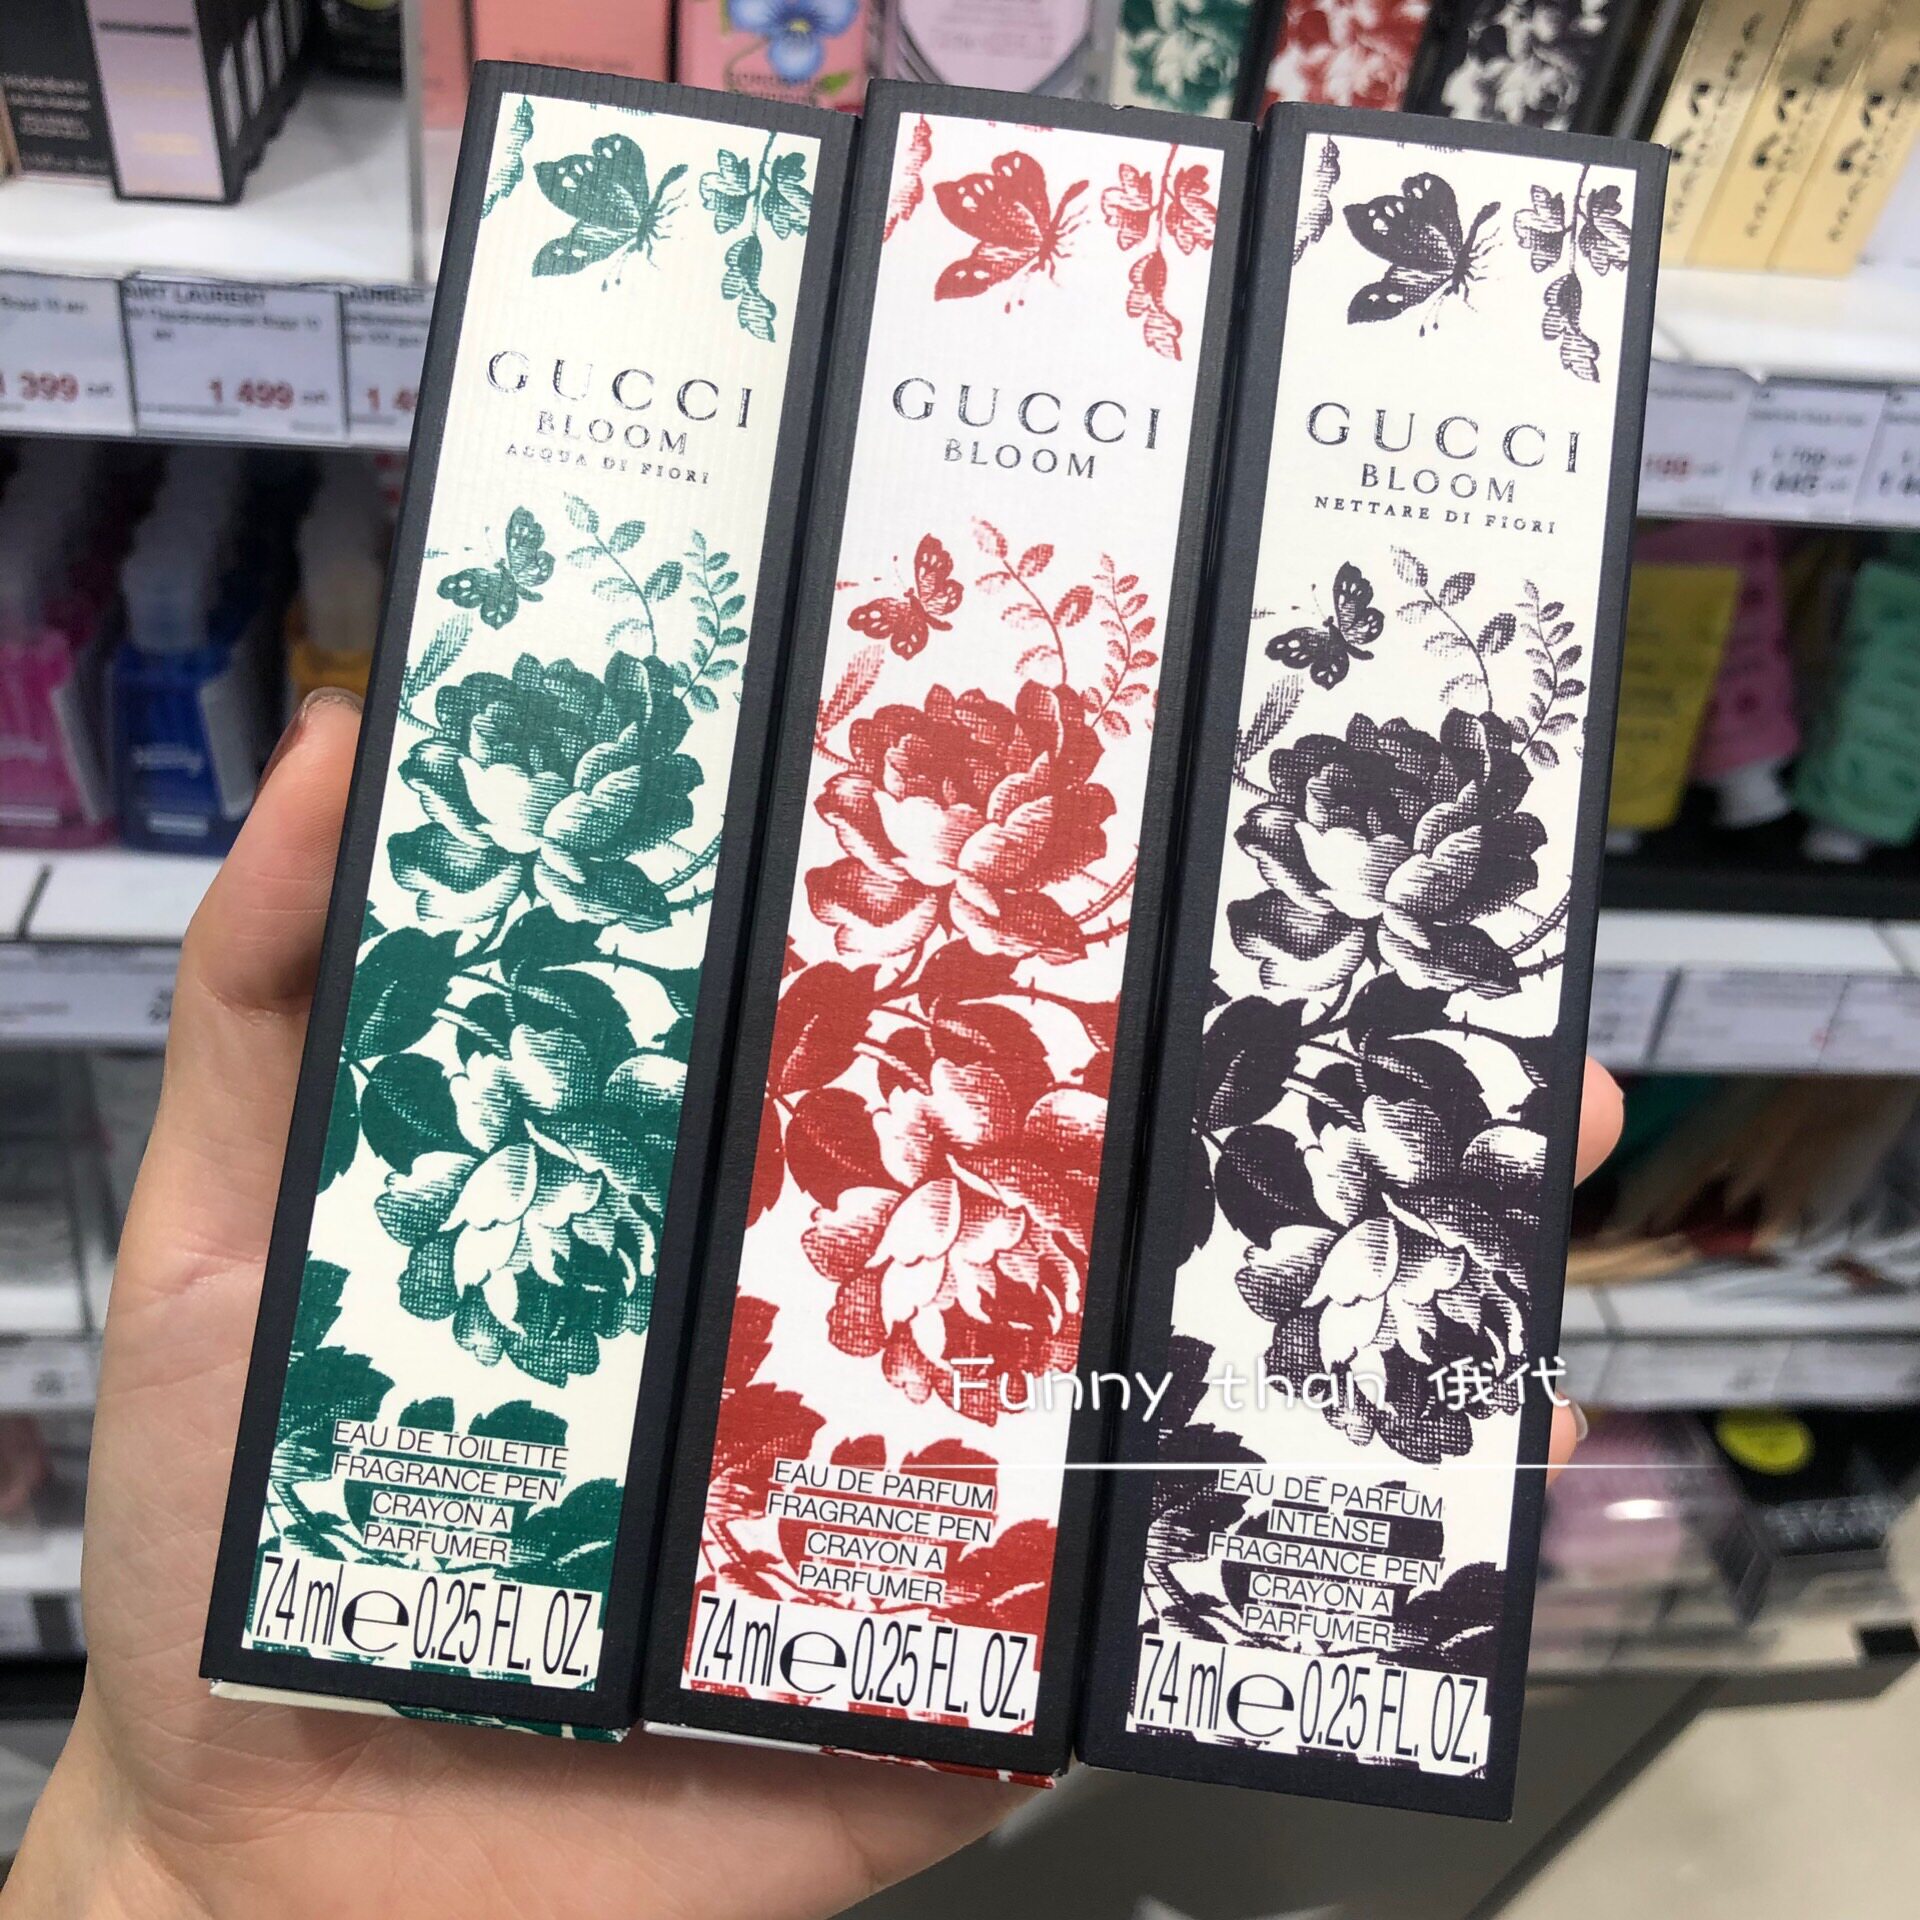 GUCCI
BLOOM
ACQUA DI FIORI
EAU DE TOILETTE
FRAGRANCE PEN
CRAYON A
PARFUMER
7.4 ml e 0.25 FL. OZ.
GUCCI
BLOOM
EAU DE PARFUM
FRAGRANCE PEN
CRAYON A
PARFUMER
7.4 ml e 0.25 FL. OZ.
GUCCI
BLOOM
NETTARE DI FIORI
EAU DE PARFUM
INTENSE
FRAGRANCE PEN
CRAYON A
PARFUMER
7.4 ml e 0.25 FL. OZ.
Funny than 俄代
399
1 499